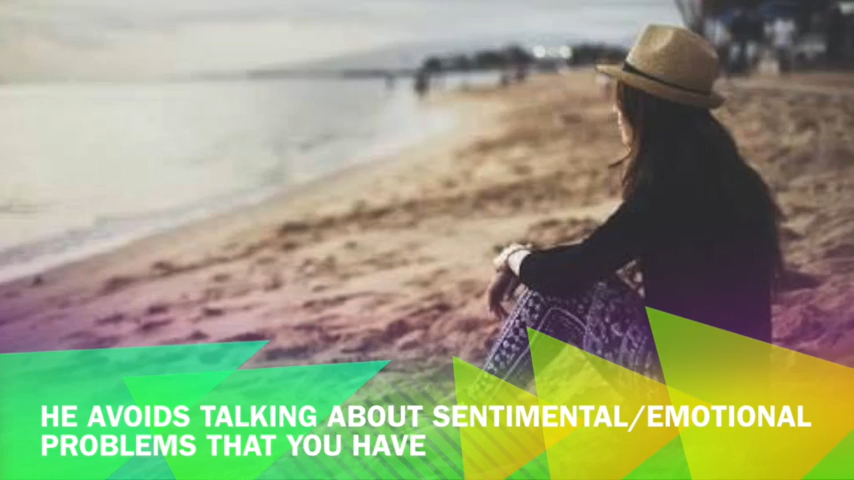 HE AVOIDS TALKING ABOUT SENTIMENTAL/EMOTIONAL
PROBLEMS THAT YOU HAVE